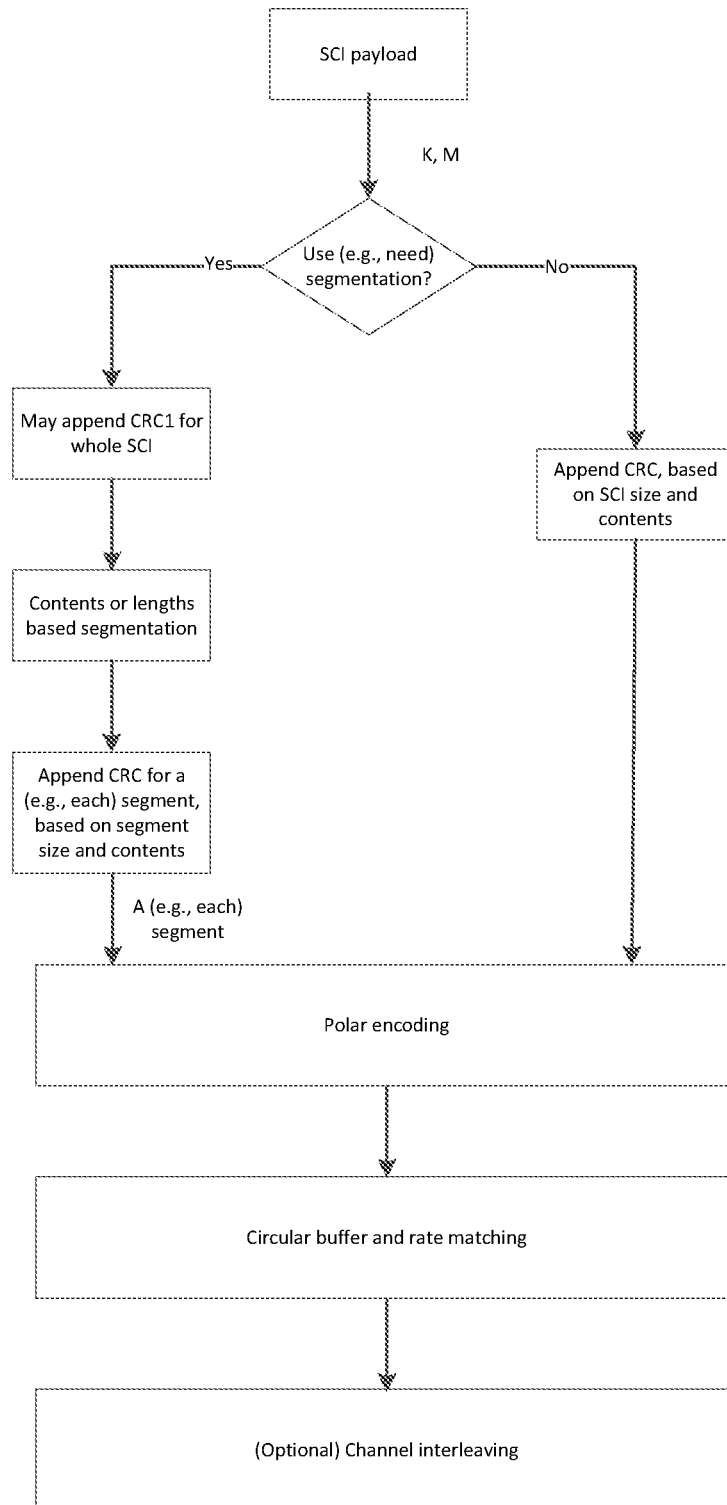 SCI payload
K, M
Use (e.g., need)
segmentation?
Yes
No
May append CRC1 for
whole SCI
Append CRC, based
on SCI size and
contents
Contents or lengths
based segmentation
Append CRC for a
(e.g., each) segment,
based on segment
size and contents
A (e.g., each)
segment
Polar encoding
Circular buffer and rate matching
(Optional) Channel interleaving